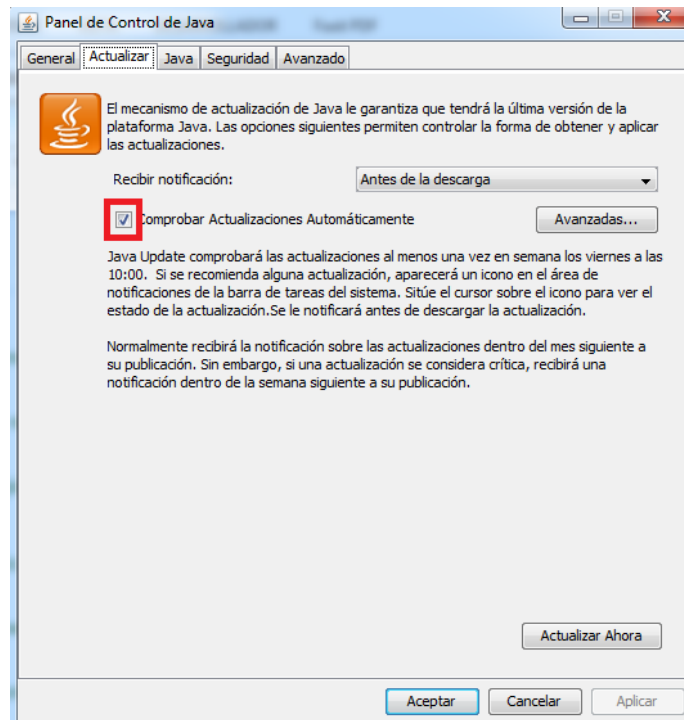 Panel de Control de Java
General Actualizar Java Seguridad Avanzado
El mecanismo de actualización de Java le garantiza que tendrá la última versión de la
plataforma Java. Las opciones siguientes permiten controlar la forma de obtener y aplicar
las actualizaciones.
Recibir notificación: Antes de la descarga
Comprobar Actualizaciones Automáticamente Avanzadas...
Java Update comprobará las actualizaciones al menos una vez en semana los viernes a las
10:00. Si se recomienda alguna actualización, aparecerá un icono en el área de
notificaciones de la barra de tareas del sistema. Sitúe el cursor sobre el icono para ver el
estado de la actualización.Se le notificará antes de descargar la actualización.
Normalmente recibirá la notificación sobre las actualizaciones dentro del mes siguiente a
su publicación. Sin embargo, si una actualización se considera crítica, recibirá una
notificación dentro de la semana siguiente a su publicación.
Actualizar Ahora
Aceptar Cancelar Aplicar